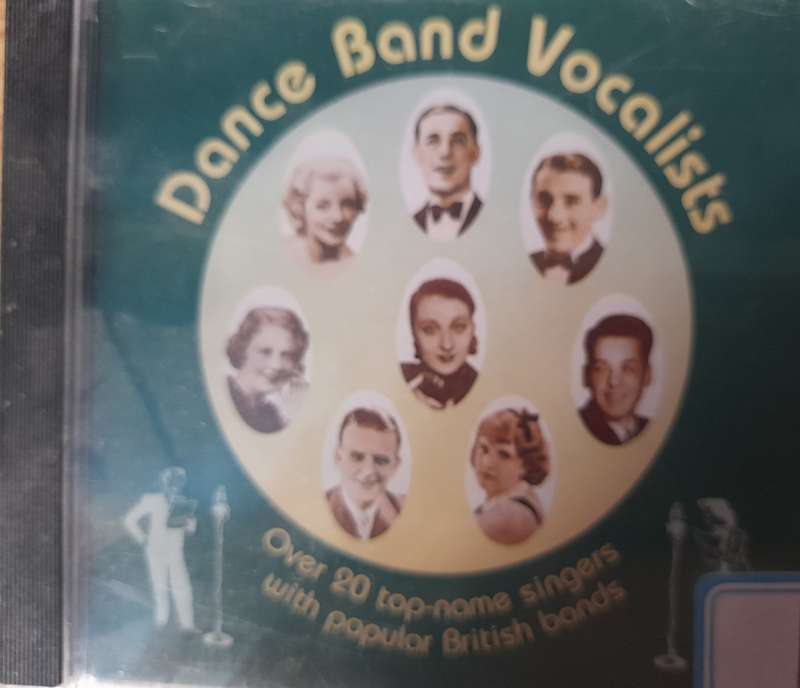 Dance Band Vocalists
Over 20 top-name singers
with popular British bands